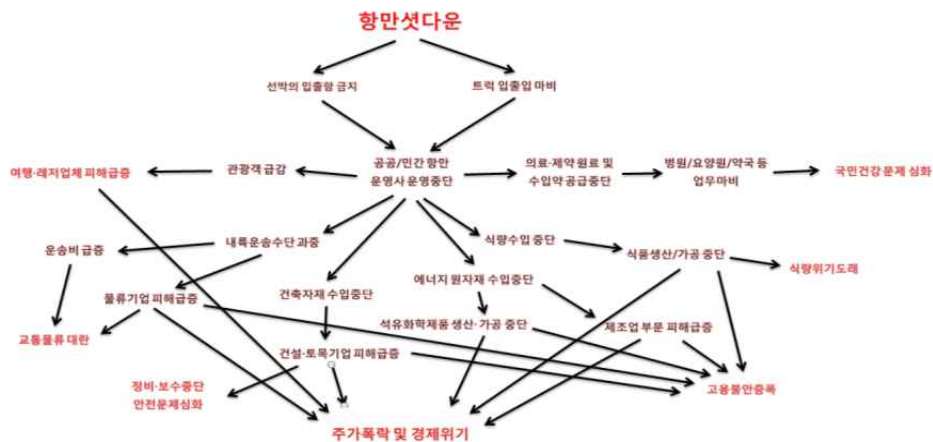 항만셧다운
선박의 입출항 금지
트럭 입출입 마비
여행·레저업체 피해급증
관광객 급감
공공/민간 항만
운영사 운영중단
의료·제약 원료 및
수입약 공급중단
병원/요양원/약국 등
업무마비
국민건강 문제 심화
운송비 급증
내륙운송수단 과중
식량수입 중단
식품생산/가공 중단
식량위기도래
물류기업 피해급증
건축자재 수입중단
에너지 원자재 수입중단
교통물류 대란
석유화학제품 생산·가공 중단
제조업 부문 피해급증
건설·토목기업 피해급증
정비·보수중단
안전문제심화
고용불안증폭
주가폭락 및 경제위기